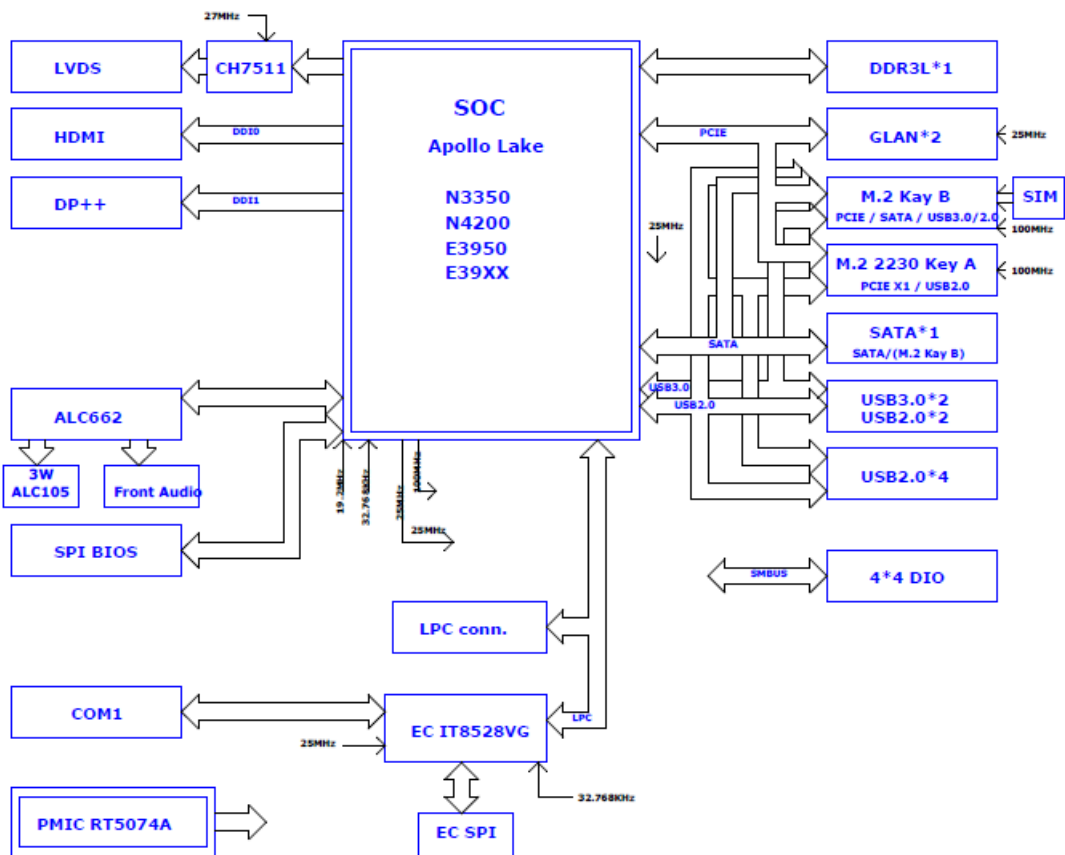 27MHz
LVDS
CH7511
SOC
Apollo Lake
N3350
N4200
E3950
E39XX
DDR3L*1
HDMI
DDI0
PCIE
GLAN*2
25MHz
DP++
DDI1
M.2 Kay B
PCIE / SATA / USB3.0/2.0
SIM
100MHz
25MHz
M.2 2230 Key A
PCIE X1 / USB2.0
100MHz
SATA
SATA*1
SATA/(M.2 Kay B)
USB3.0
USB2.0
USB3.0*2
USB2.0*2
ALC662
3W
ALC105
Front Audio
19.2MHz
32.768KHz
25MHz
100MHz
25MHz
USB2.0*4
SPI BIOS
SMBUS
4*4 DIO
LPC conn.
COM1
EC IT8528VG
LPC
25MHz
32.768KHz
PMIC RT5074A
EC SPI